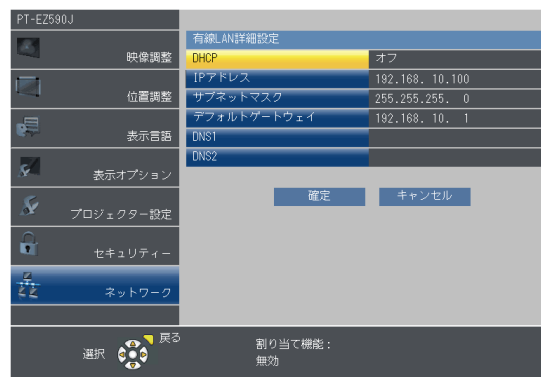 PT-EZ590J
映像調整
位置調整
表示言語
表示オプション
プロジェクター設定
セキュリティー
ネットワーク
有線LAN詳細設定
DHCP オフ
IPアドレス 192.168. 10.100
サブネットマスク 255.255.255.  0
デフォルトゲートウェイ 192.168. 10.  1
DNS1
DNS2
確定 キャンセル
選択 戻る
割り当て機能：
無効